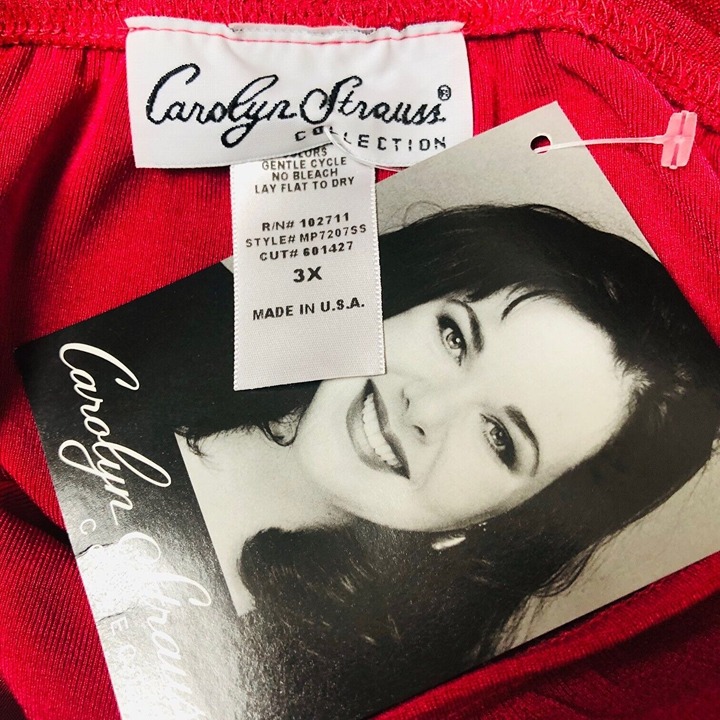 Carolyn Strauss®
COLLECTION
COLORS
GENTLE CYCLE
NO BLEACH
LAY FLAT TO DRY
R/N# 102711
STYLE# MP7207SS
CUT# 601427
3X
MADE IN U.S.A.
Carolyn Strauss